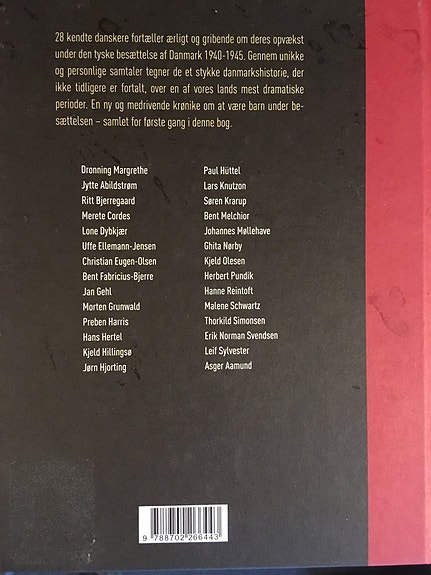 28 kendte danskere fortæller ærligt og gribende om deres opvækst
under den tyske besættelse af Danmark 1940-1945. Gennem unikke
og personlige samtaler tegner de et stykke danmarkshistorie, der
ikke tidligere er fortalt, over en af vores lands mest dramatiske
perioder. En ny og medrivende krønike om at være barn under be-
sættelsen – samlet for første gang i denne bog.
Dronning Margrethe
Jytte Abildstrøm
Ritt Bjerregaard
Merete Cordes
Lone Dybkjær
Uffe Ellemann-Jensen
Christian Eugen-Olsen
Bent Fabricius-Bjerre
Jan Gehl
Morten Grunwald
Preben Harris
Hans Hertel
Kjeld Hillingsø
Jørn Hjorting
Paul Hüttel
Lars Knutzon
Søren Krarup
Bent Melchior
Johannes Møllehave
Ghita Nørby
Kjeld Olesen
Herbert Pundik
Hanne Reintoft
Malene Schwartz
Thorkild Simonsen
Erik Norman Svendsen
Leif Sylvester
Asger Aamund
9 788702 266443